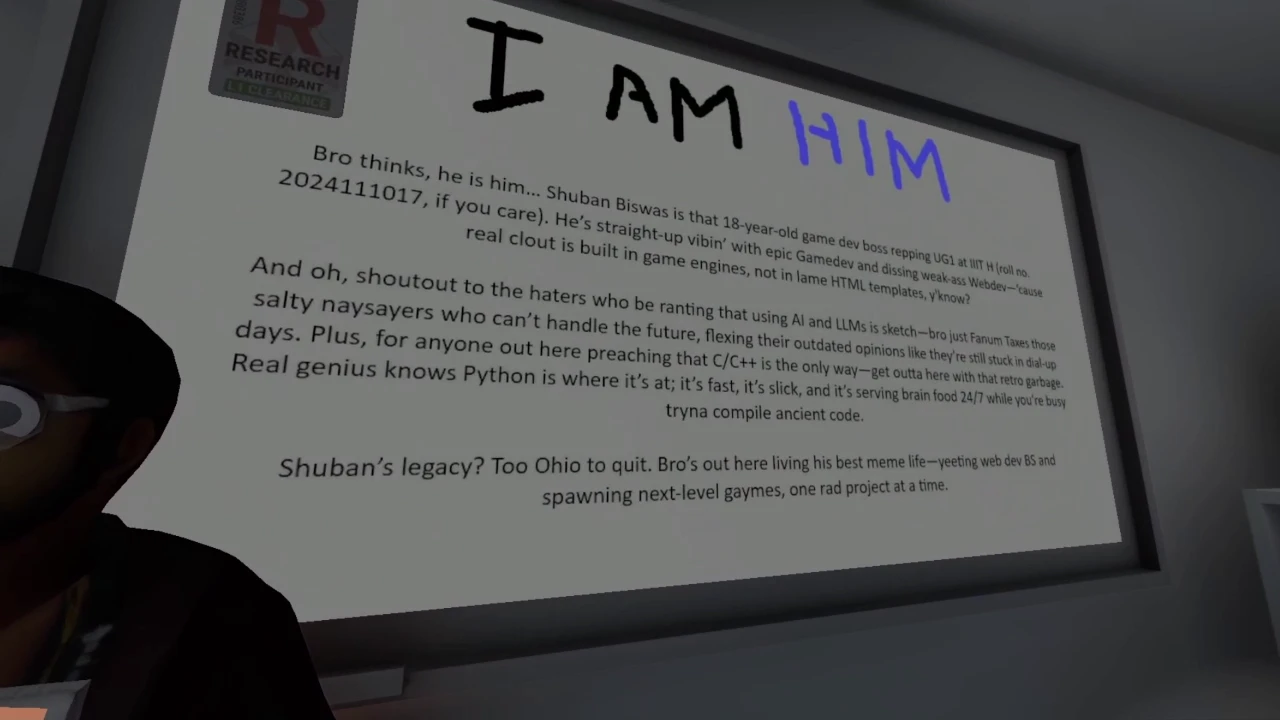 R
RESEARCH
PARTICIPANT
L1 CLEARANCE
I AM HIM
Bro thinks, he is him... Shuban Biswas is that 18-year-old game dev boss repping UG1 at IIIT H (roll no.
2024111017, if you care). He's straight-up vibin' with epic Gamedev and dissing weak-ass Webdev—'cause
real clout is built in game engines, not in lame HTML templates, y'know?
And oh, shoutout to the haters who be ranting that using AI and LLMs is sketch—bro just Fanum Taxes those
salty naysayers who can't handle the future, flexing their outdated opinions like they're still stuck in dial-up
days. Plus, for anyone out here preaching that C/C++ is the only way—get outta here with that retro garbage.
Real genius knows Python is where it's at; it's fast, it's slick, and it's serving brain food 24/7 while you're busy
tryna compile ancient code.
Shuban's legacy? Too Ohio to quit. Bro's out here living his best meme life—yeeting web dev BS and
spawning next-level gaymes, one rad project at a time.